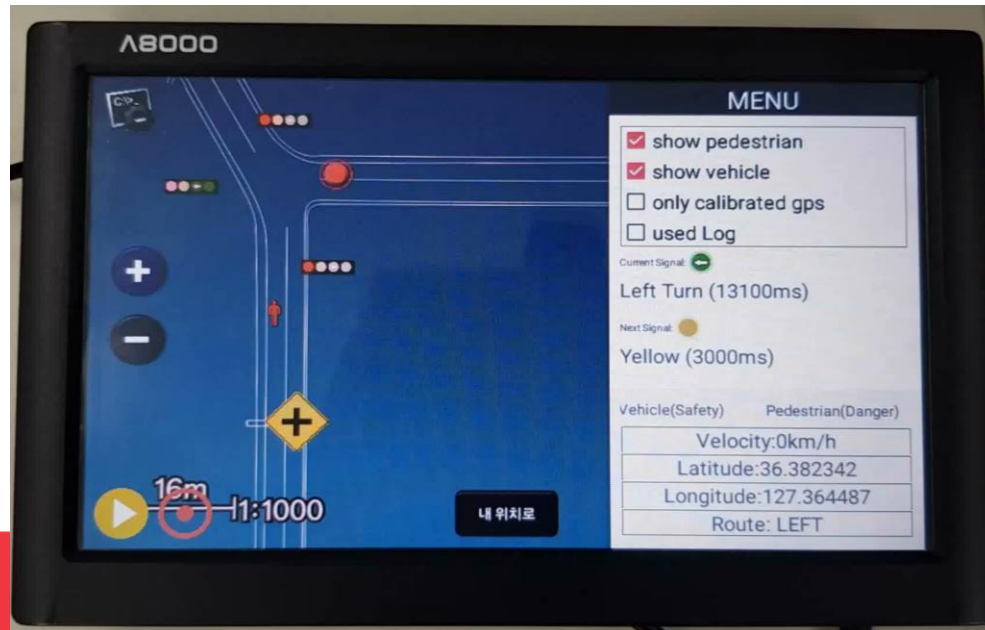 A8000
MENU
show pedestrian
show vehicle
only calibrated gps
used Log
Current Signal:
Left Turn (13100ms)
Next Signal:
Yellow (3000ms)
Vehicle(Safety) Pedestrian(Danger)
Velocity:0km/h
Latitude:36.382342
Longitude:127.364487
Route: LEFT
16m
1:1000
내 위치로